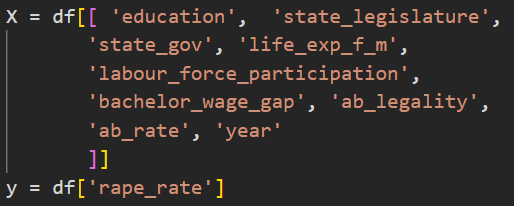 X = df[[ 'education',  'state_legislature',
'state_gov', 'life_exp_f_m',
'labour_force_participation',
'bachelor_wage_gap', 'ab_legality',
'ab_rate', 'year'
]]
y = df['rape_rate']